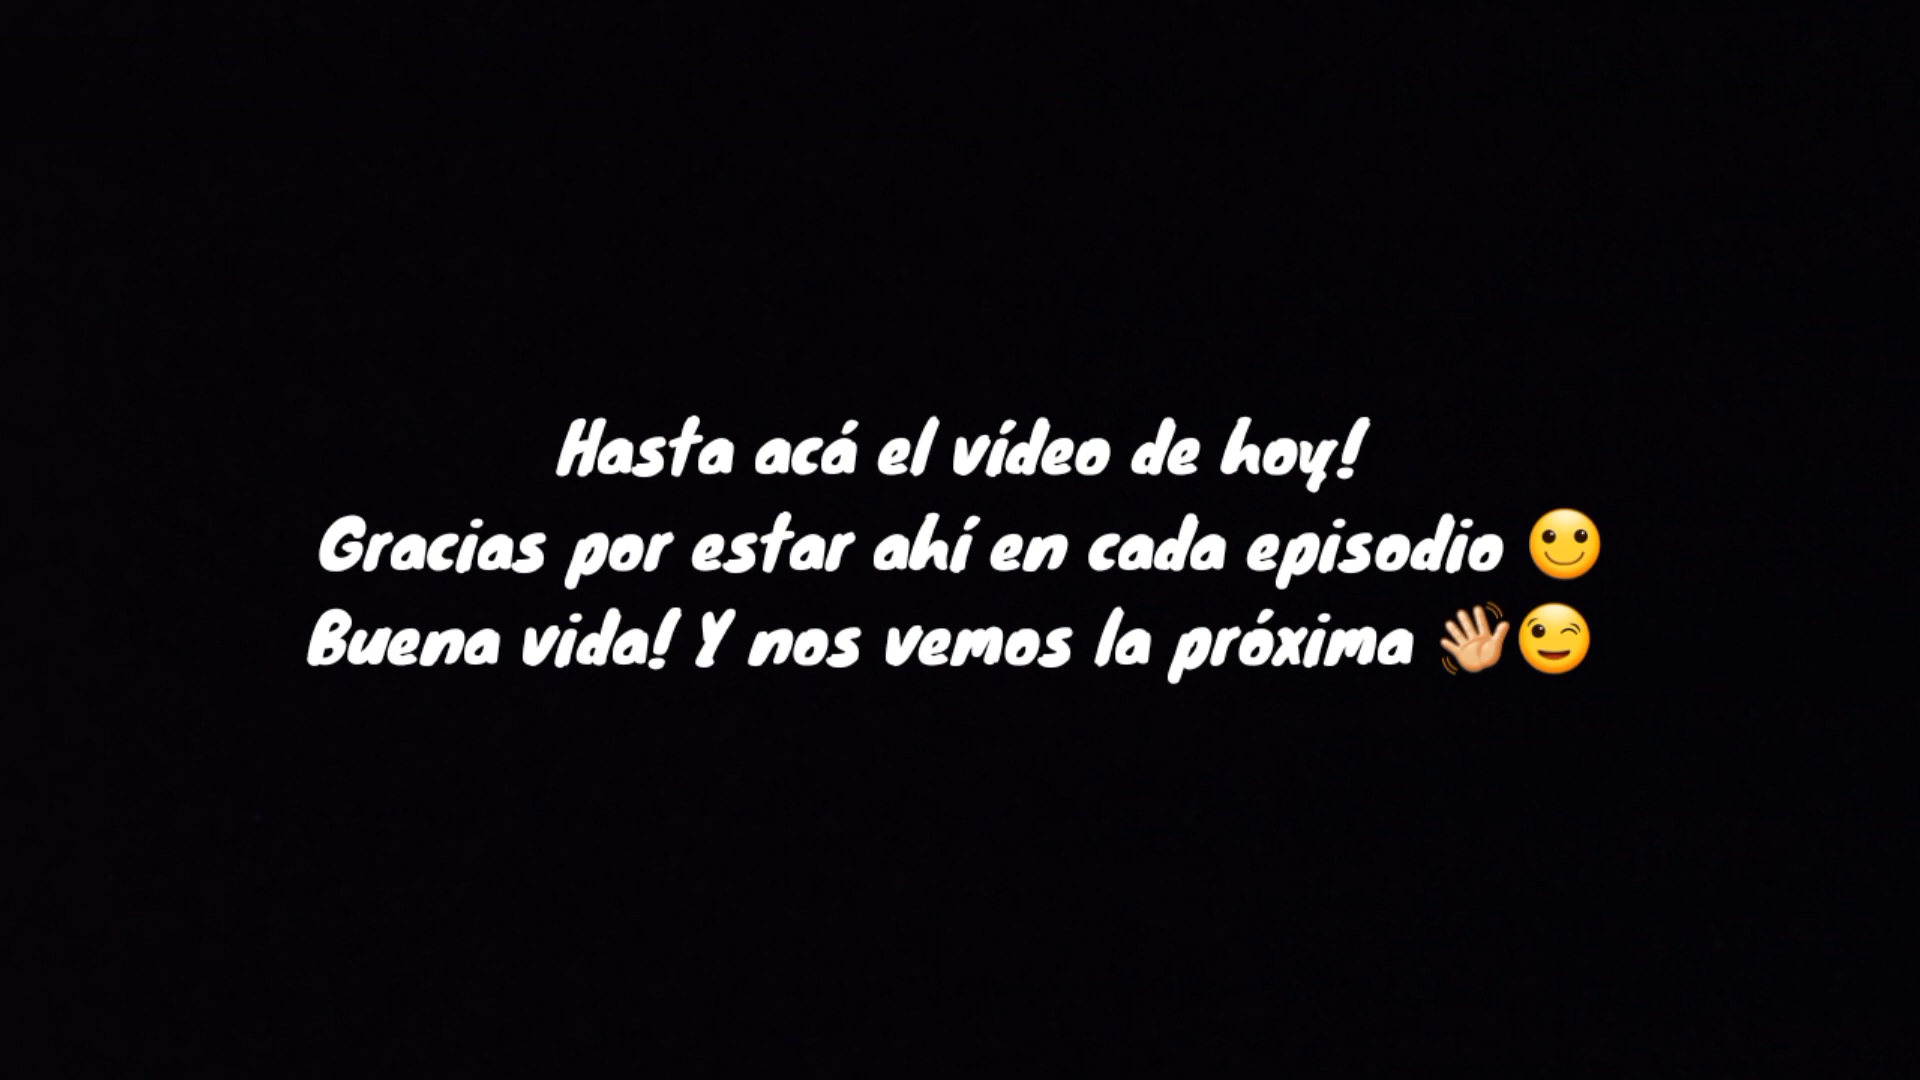 Hasta acá el vídeo de hoy!
Gracias por estar ahí en cada episodio 🙂
Buena vida! Y nos vemos la próxima 👋🏼😉